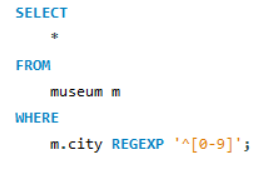 SELECT
*
FROM
museum m
WHERE
m.city REGEXP '^[0-9]';